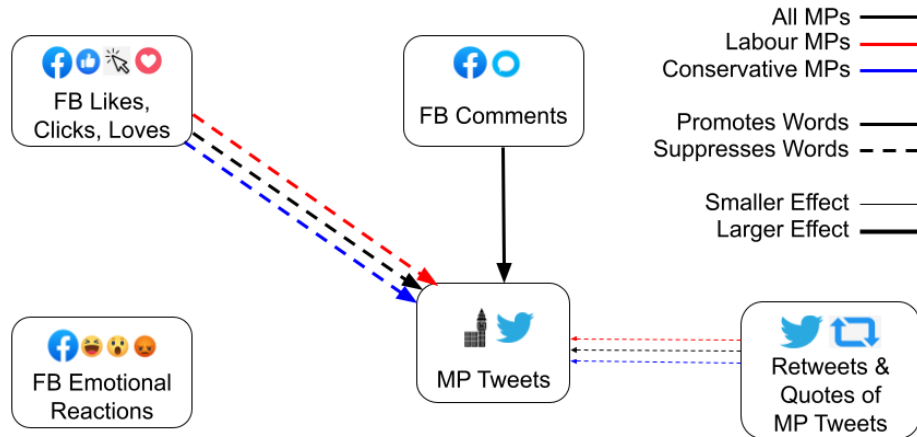 All MPs
Labour MPs
Conservative MPs
Promotes Words
Suppresses Words
Smaller Effect
Larger Effect
FB Likes,
Clicks, Loves
FB Comments
MP Tweets
FB Emotional
Reactions
Retweets &
Quotes of
MP Tweets